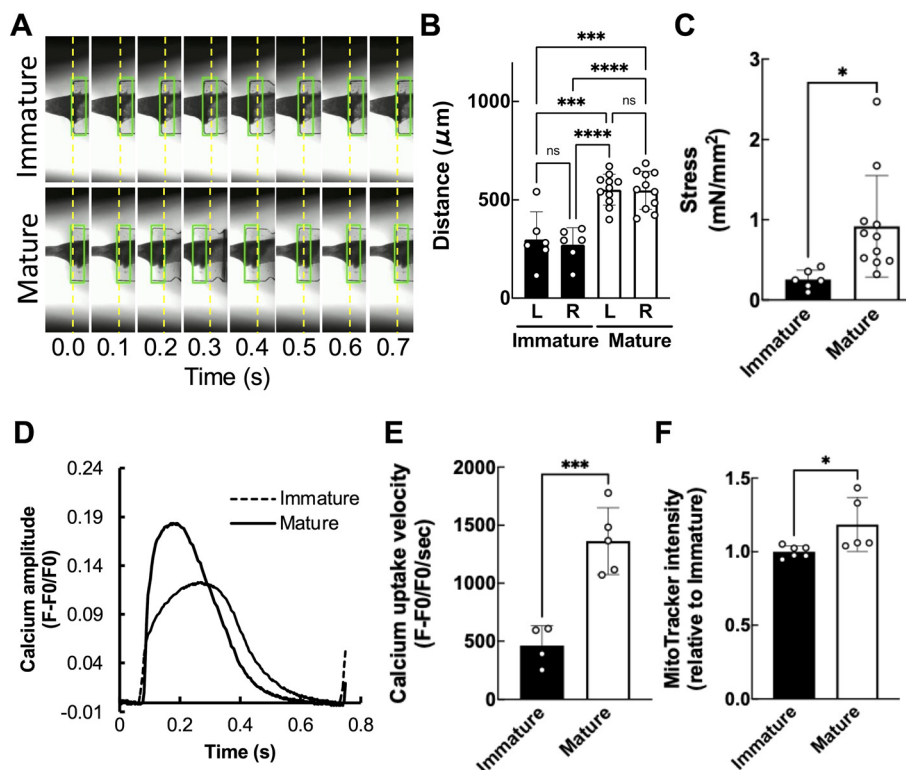 A
Immature
Mature
0.0 0.1 0.2 0.3 0.4 0.5 0.6 0.7
Time (s)
B
Distance (μm)
1000
500
0
***
****
***
ns
****
ns
L R L R
Immature Mature
C
Stress
(mN/mm²)
3
2
1
0
*
Immature
Mature
D
Calcium amplitude
(F-F0/F0)
0.24
0.19
0.14
0.09
0.04
-0.01
0 0.2 0.4 0.6 0.8
Time (s)
Immature
Mature
E
Calcium uptake velocity
(F-F0/F0/sec)
2000
1500
1000
500
0
***
Immature
Mature
F
MitoTracker intensity
(relative to Immature)
1.5
1.0
0.5
0.0
*
Immature
Mature